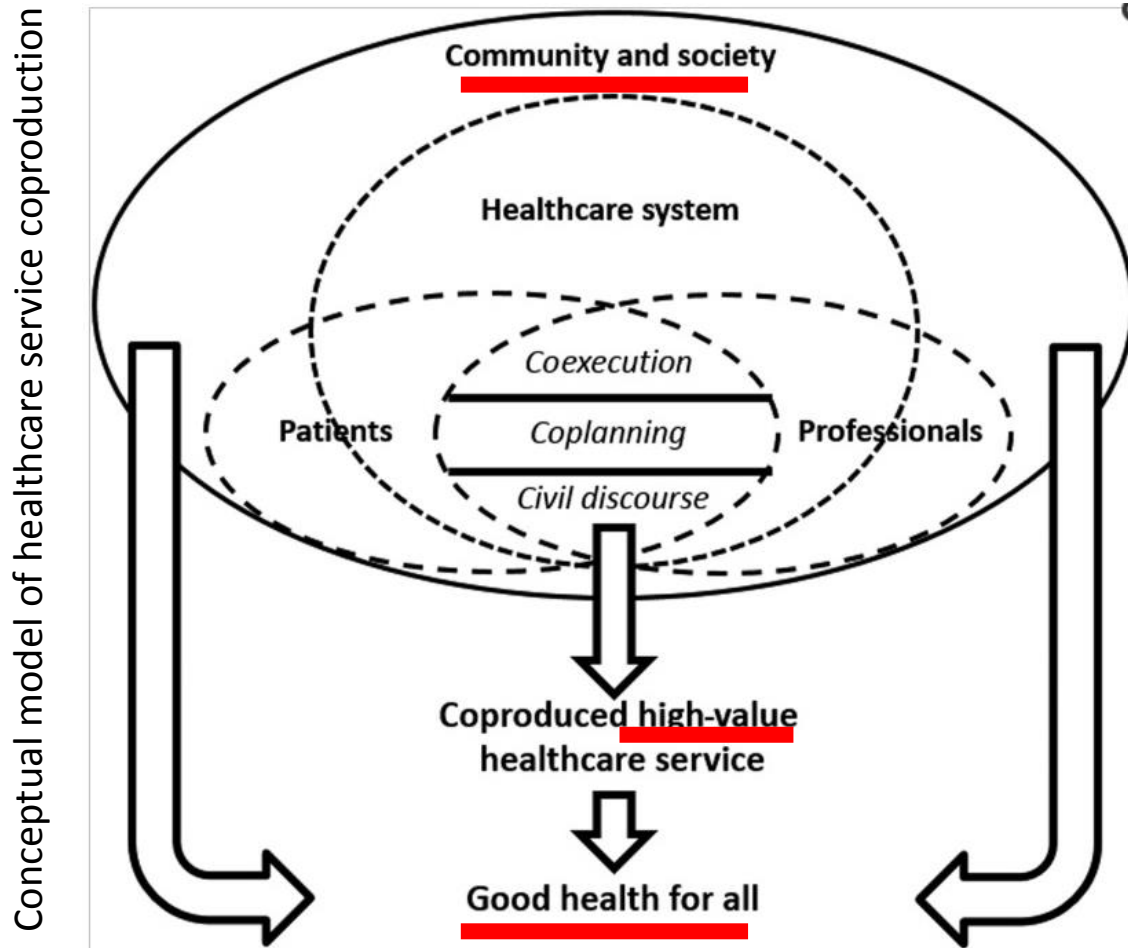 Conceptual model of healthcare service coproduction
Community and society
Healthcare system
Coexecution
Patients
Coplanning
Professionals
Civil discourse
Coproduced high-value
healthcare service
Good health for all